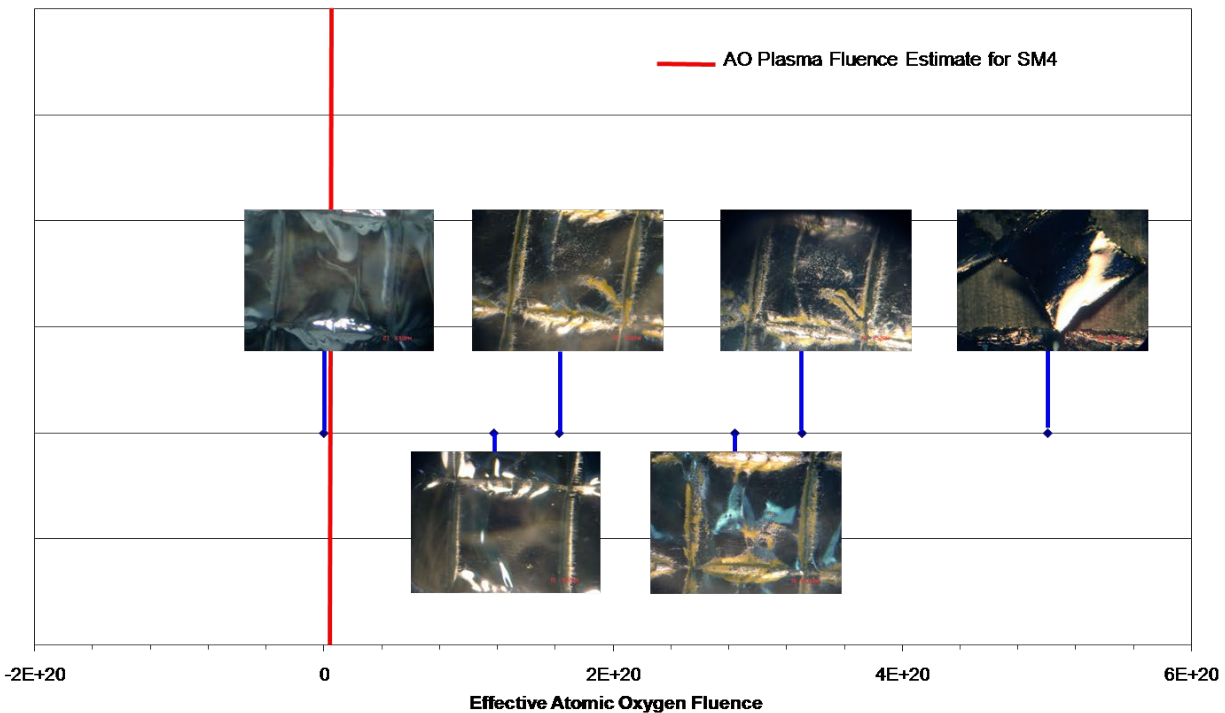 AO Plasma Fluence Estimate for SM4
-2E+20 0 2E+20 4E+20 6E+20
Effective Atomic Oxygen Fluence